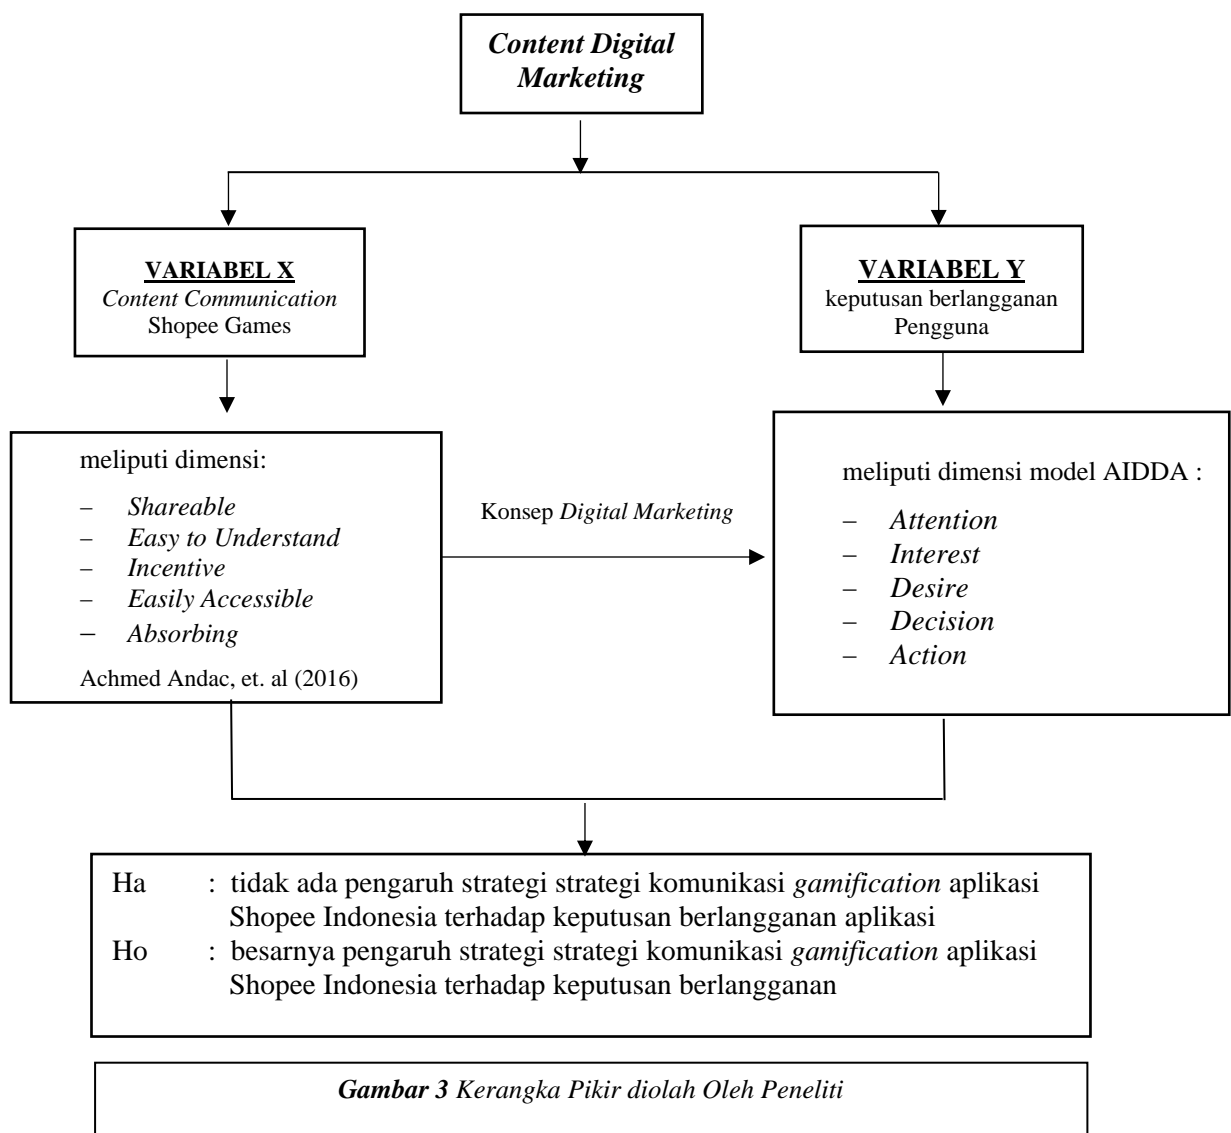 Content Digital
Marketing
VARIABEL X
Content Communication
Shopee Games
VARIABEL Y
keputusan berlangganan
Pengguna
meliputi dimensi:
– Shareable
– Easy to Understand
– Incentive
– Easily Accessible
– Absorbing
Achmed Andac, et. al (2016)
Konsep Digital Marketing
meliputi dimensi model AIDDA :
– Attention
– Interest
– Desire
– Decision
– Action
Ha : tidak ada pengaruh strategi strategi komunikasi gamification aplikasi
Shopee Indonesia terhadap keputusan berlangganan aplikasi
Ho : besarnya pengaruh strategi strategi komunikasi gamification aplikasi
Shopee Indonesia terhadap keputusan berlangganan
Gambar 3 Kerangka Pikir diolah Oleh Peneliti